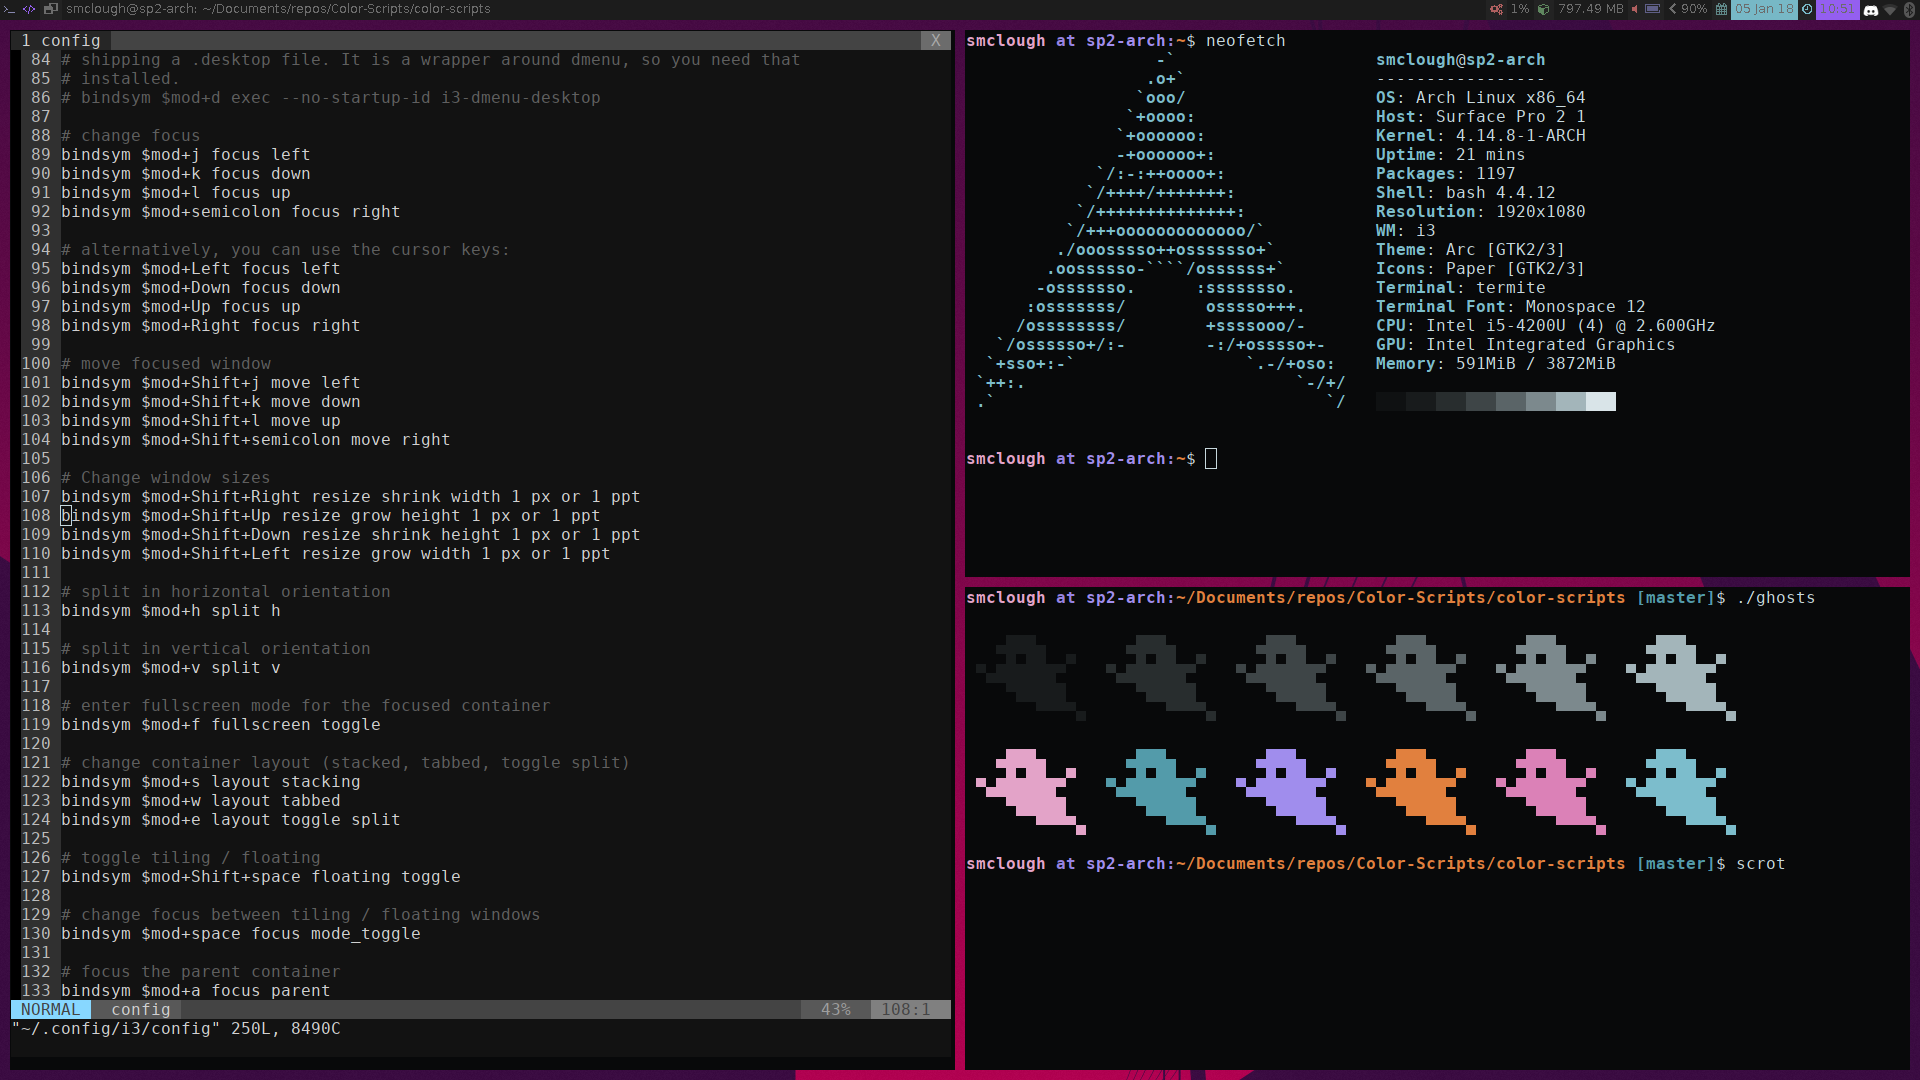 smclough@sp2-arch: ~/Documents/repos/Color-Scripts/color-scripts
1% 797.49 MB 90% 05 Jan 18 10:51
1 config X
84 # shipping a .desktop file. It is a wrapper around dmenu, so you need that
85 # installed.
86 # bindsym $mod+d exec --no-startup-id i3-dmenu-desktop
87
88 # change focus
89 bindsym $mod+j focus left
90 bindsym $mod+k focus down
91 bindsym $mod+l focus up
92 bindsym $mod+semicolon focus right
93
94 # alternatively, you can use the cursor keys:
95 bindsym $mod+Left focus left
96 bindsym $mod+Down focus down
97 bindsym $mod+Up focus up
98 bindsym $mod+Right focus right
99
100 # move focused window
101 bindsym $mod+Shift+j move left
102 bindsym $mod+Shift+k move down
103 bindsym $mod+Shift+l move up
104 bindsym $mod+Shift+semicolon move right
105
106 # Change window sizes
107 bindsym $mod+Shift+Right resize shrink width 1 px or 1 ppt
108 bindsym $mod+Shift+Up resize grow height 1 px or 1 ppt
109 bindsym $mod+Shift+Down resize shrink height 1 px or 1 ppt
110 bindsym $mod+Shift+Left resize grow width 1 px or 1 ppt
111
112 # split in horizontal orientation
113 bindsym $mod+h split h
114
115 # split in vertical orientation
116 bindsym $mod+v split v
117
118 # enter fullscreen mode for the focused container
119 bindsym $mod+f fullscreen toggle
120
121 # change container layout (stacked, tabbed, toggle split)
122 bindsym $mod+s layout stacking
123 bindsym $mod+w layout tabbed
124 bindsym $mod+e layout toggle split
125
126 # toggle tiling / floating
127 bindsym $mod+Shift+space floating toggle
128
129 # change focus between tiling / floating windows
130 bindsym $mod+space focus mode_toggle
131
132 # focus the parent container
133 bindsym $mod+a focus parent
NORMAL config 43% 108:1
"~/.config/i3/config" 250L, 8490C
smclough at sp2-arch:~$ neofetch
                   -`
                  .o+`
                 `ooo/
                `+oooo:
               `+oooooo:
               -+oooooo+:
             `/:-:++oooo+:
            `/++++/+++++++:
           `/++++++++++++++:
          `/+++ooooooooooooo/`
         ./ooosssso++osssssso+`
        .oossssso-````/ossssss+`
       -osssssso.      :ssssssso.
      :osssssss/        osssso+++.
     /ossssssss/        +ssssooo/-
   `/ossssso+/:-        -:/+osssso+-
  `+sso+:-`                 `.-/+oso:
 `++:.                           `-/+/
 .`                                 `/
smclough@sp2-arch
-----------------
OS: Arch Linux x86_64
Host: Surface Pro 2 1
Kernel: 4.14.8-1-ARCH
Uptime: 21 mins
Packages: 1197
Shell: bash 4.4.12
Resolution: 1920x1080
WM: i3
Theme: Arc [GTK2/3]
Icons: Paper [GTK2/3]
Terminal: termite
Terminal Font: Monospace 12
CPU: Intel i5-4200U (4) @ 2.600GHz
GPU: Intel Integrated Graphics
Memory: 591MiB / 3872MiB
smclough at sp2-arch:~$
smclough at sp2-arch:~/Documents/repos/Color-Scripts/color-scripts [master]$ ./ghosts
smclough at sp2-arch:~/Documents/repos/Color-Scripts/color-scripts [master]$ scrot